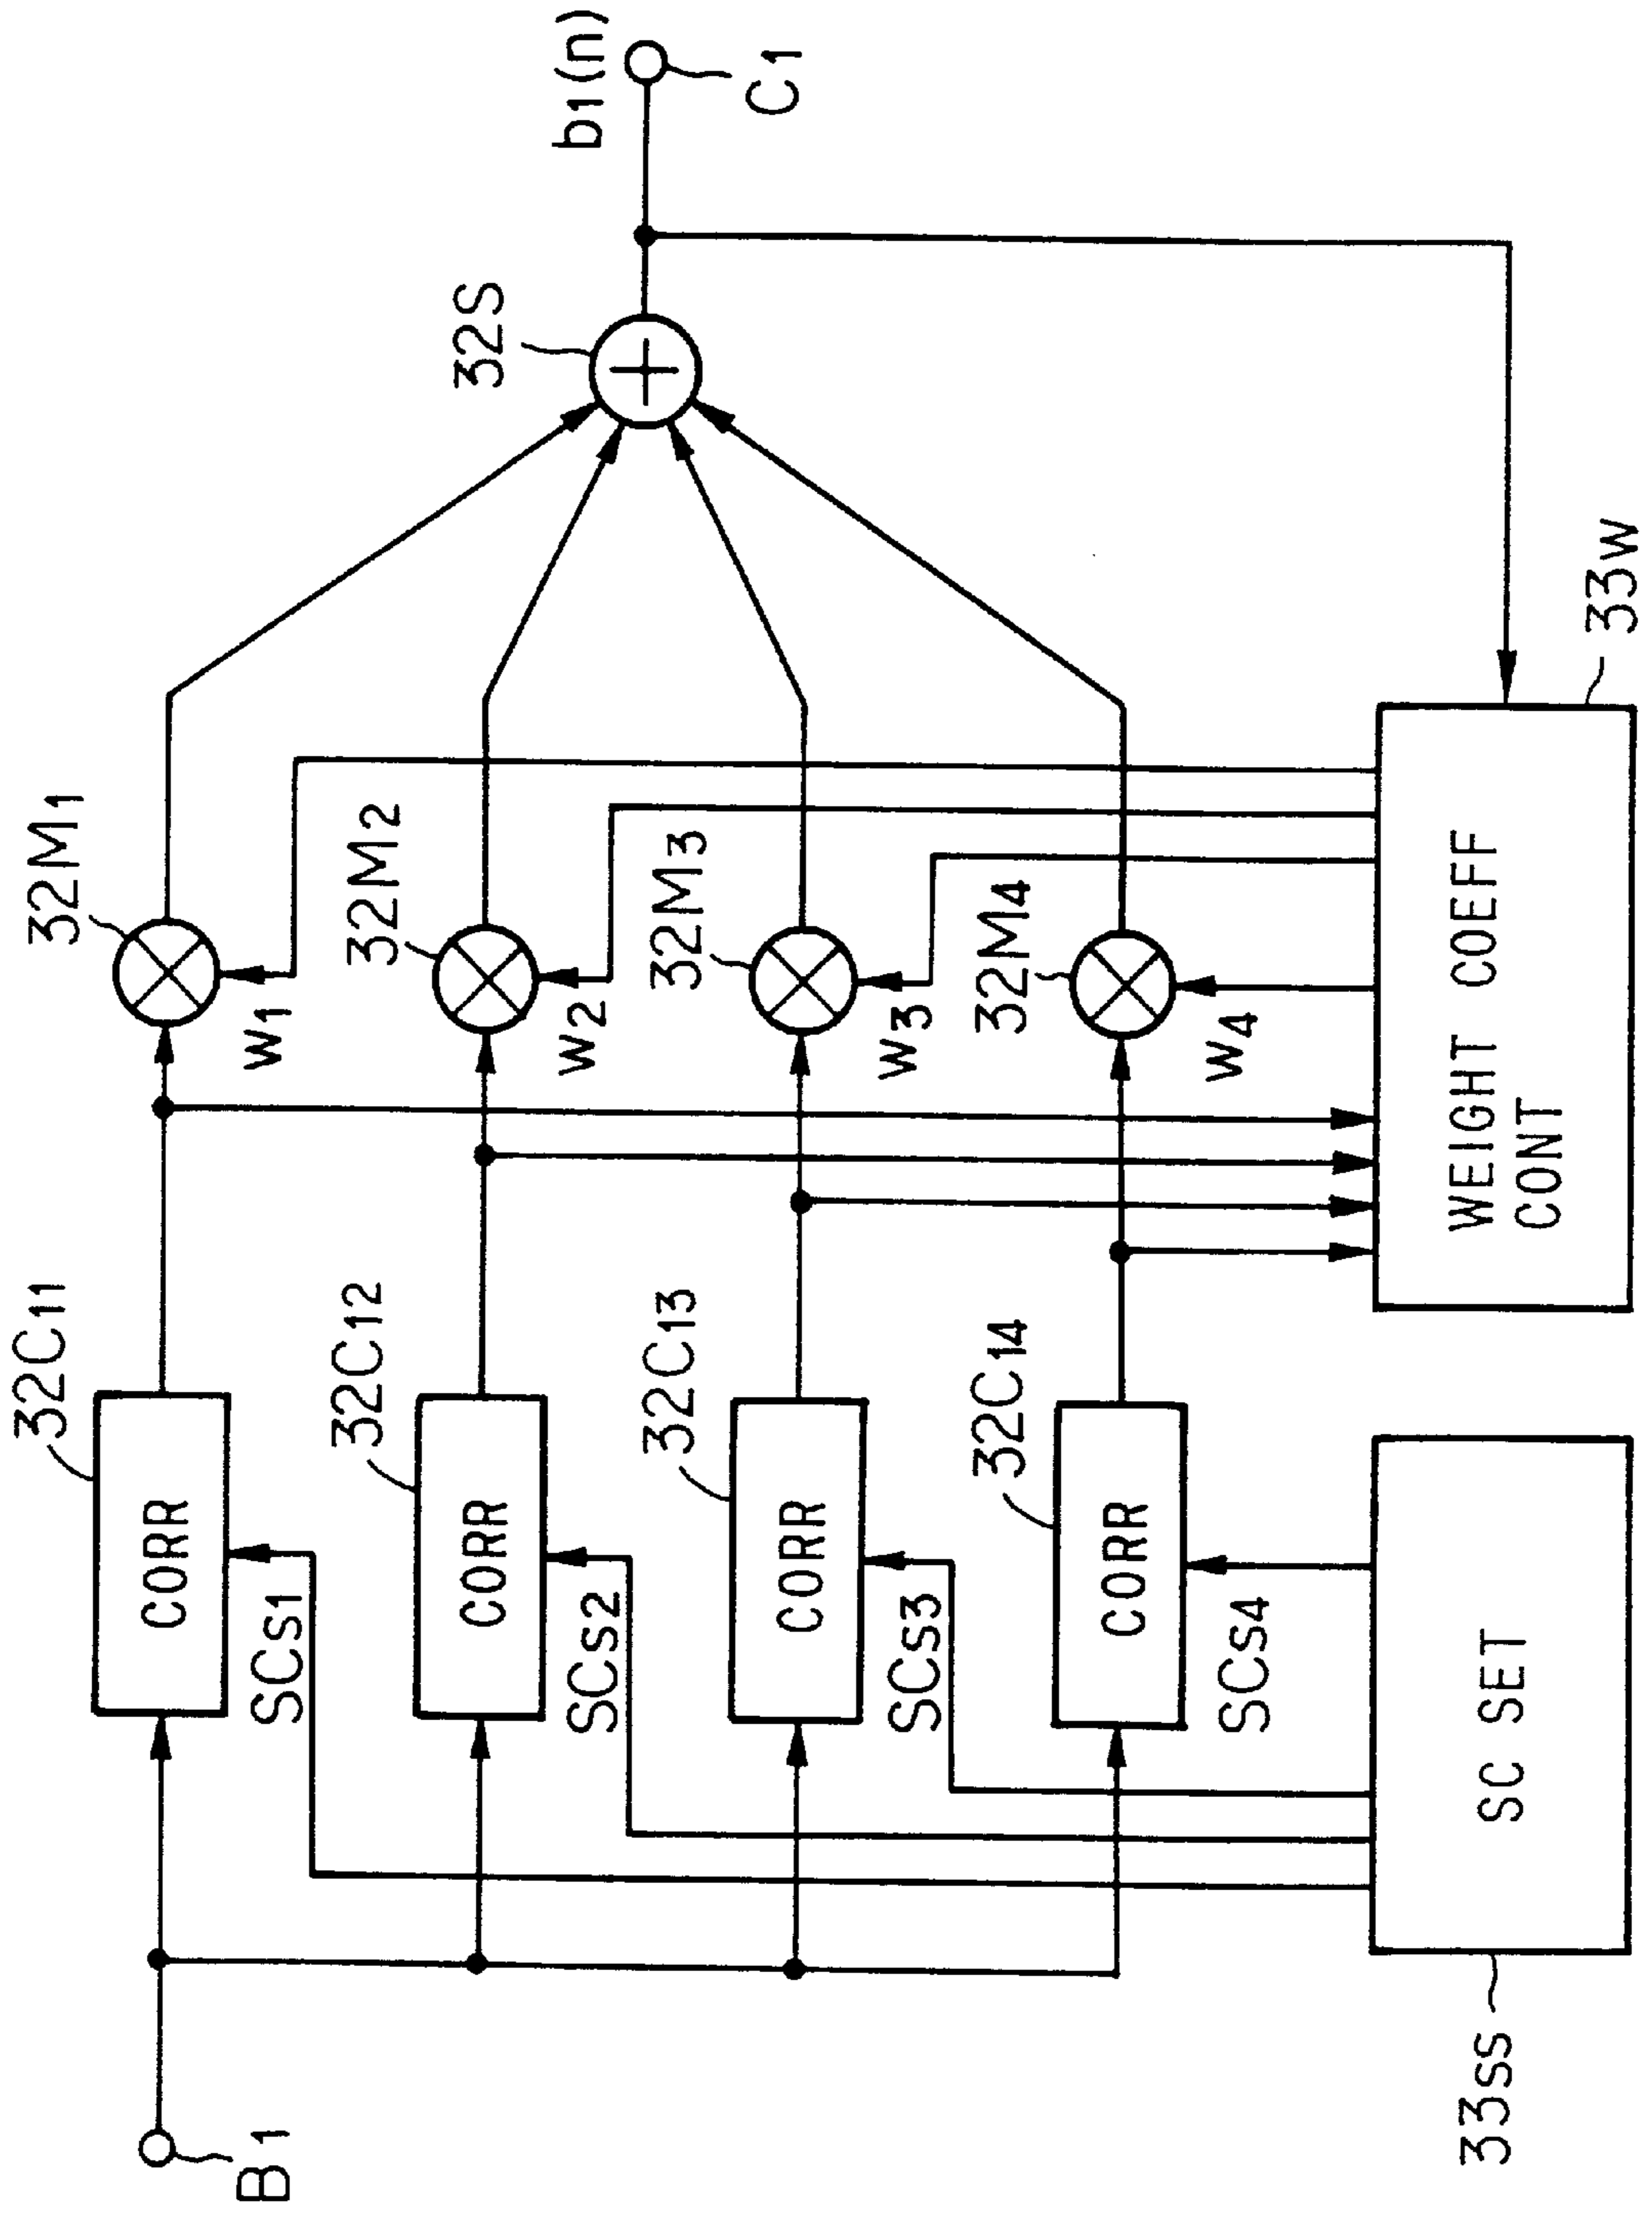 B1
32C11
CORR
SCS1
32M1
W1
32C12
CORR
SCS2
32M2
W2
32C13
CORR
SCS3
32M3
W3
32C14
CORR
SCS4
32M4
W4
32S
b1(n)
C1
33SS
SC SET
WEIGHT COEFF
CONT
33W